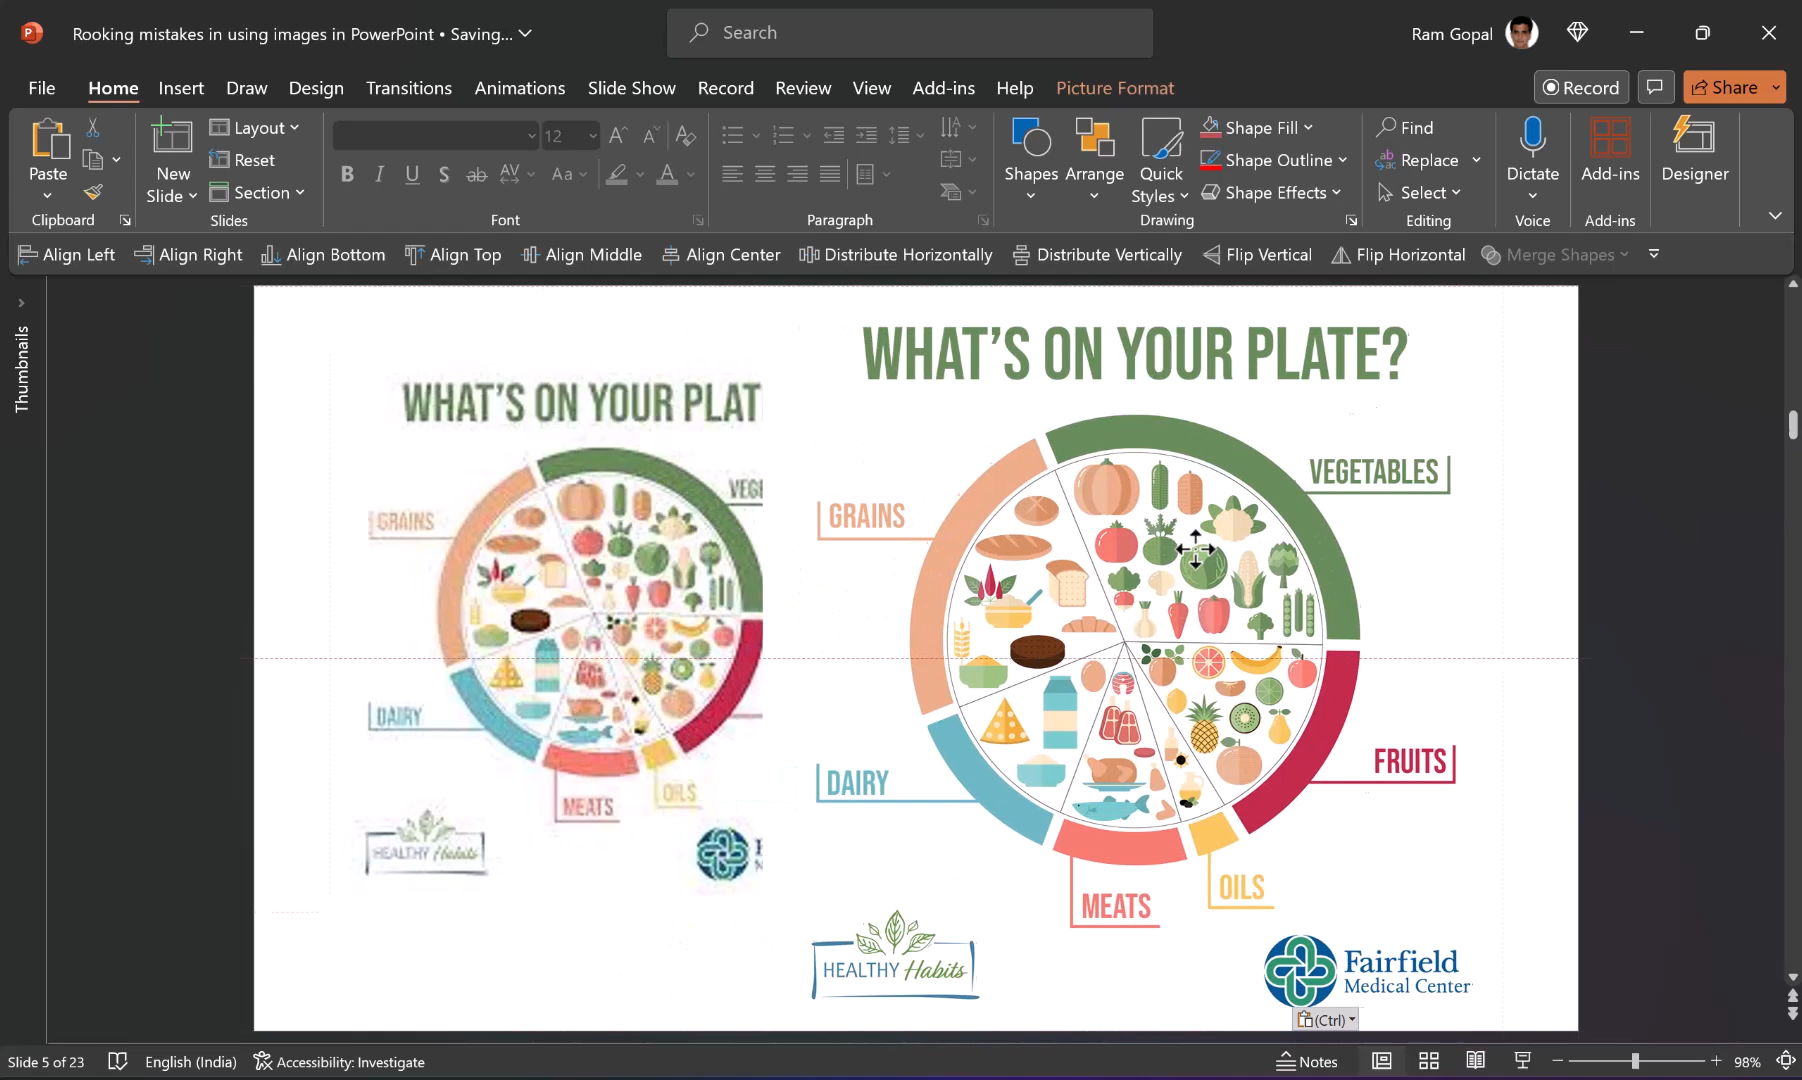 Rooking mistakes in using images in PowerPoint • Saving...
Search
Ram Gopal
File
Home
Insert
Draw
Design
Transitions
Animations
Slide Show
Record
Review
View
Add-ins
Help
Picture Format
Record
Share
Paste
Clipboard
New
Slide
Layout
Reset
Section
Slides
12
B
I
U
S
ab
AV
Aa
A
Font
Paragraph
Shapes
Arrange
Quick
Styles
Shape Fill
Shape Outline
Shape Effects
Drawing
Find
Replace
Select
Editing
Dictate
Voice
Add-ins
Add-ins
Designer
Align Left
Align Right
Align Bottom
Align Top
Align Middle
Align Center
Distribute Horizontally
Distribute Vertically
Flip Vertical
Flip Horizontal
Merge Shapes
Thumbnails
WHAT'S ON YOUR PLAT
VEG
GRAINS
DAIRY
MEATS
OILS
HEALTHY Habits
WHAT'S ON YOUR PLATE?
VEGETABLES
GRAINS
FRUITS
DAIRY
OILS
MEATS
HEALTHY Habits
Fairfield
Medical Center
(Ctrl)
Slide 5 of 23
English (India)
Accessibility: Investigate
Notes
98%